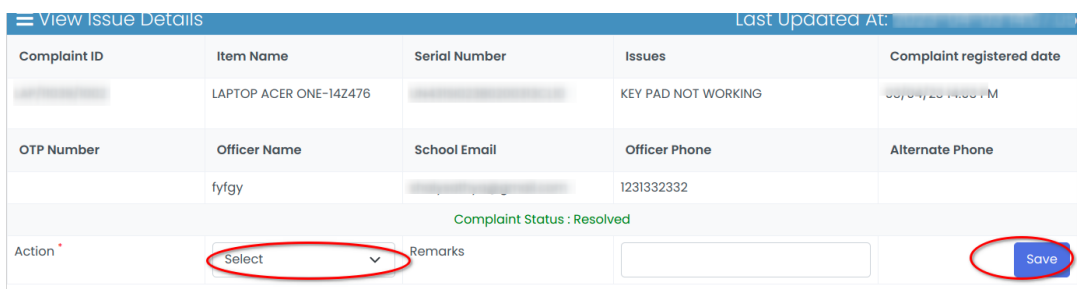 View Issue Details Last Updated At:
Complaint ID Item Name Serial Number Issues Complaint registered date
LAPTOP ACER ONE-14Z476 KEY PAD NOT WORKING
OTP Number Officer Name School Email Officer Phone Alternate Phone
fyfgy 1231332332
Complaint Status : Resolved
Action * Select Remarks Save